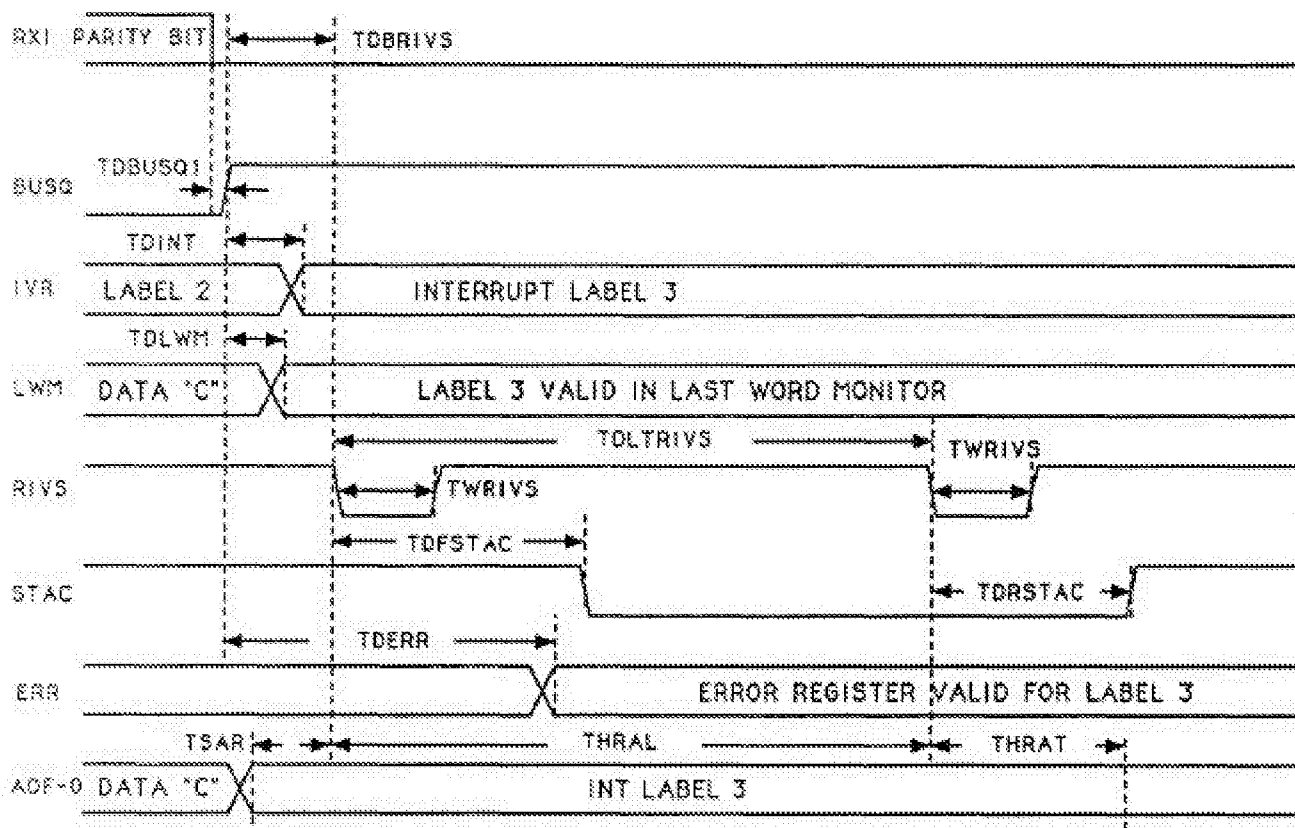 RXI PARITY BIT TDBRIVS
TDBUSQ1
BUSQ
TDINT
IVR LABEL 2 INTERRUPT LABEL 3
TDLWM
LWM DATA "C" LABEL 3 VALID IN LAST WORD MONITOR
TDLTRIVS
TWRIVS
RIVS TWRIVS
TDFSTAC
STAC TDRSTAC
TDERR
ERR ERROR REGISTER VALID FOR LABEL 3
TSAR THRAL THRAT
AOF-0 DATA "C" INT LABEL 3